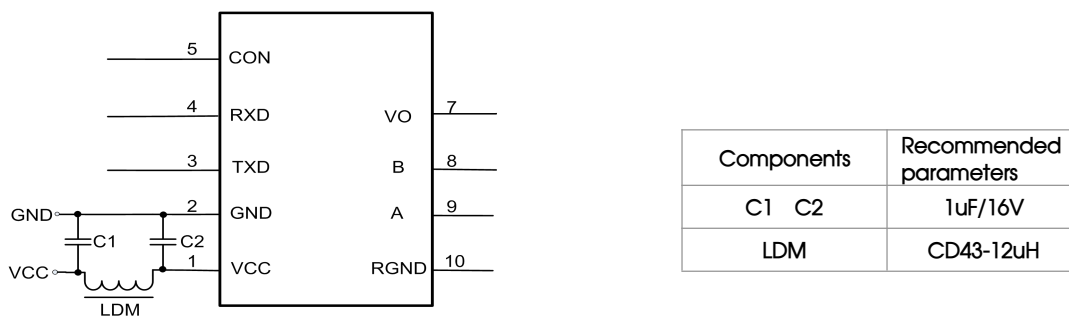 5 CON
4 RXD
VO 7
3 TXD
B 8
GND 2 GND
A 9
C1 C2
VCC 1 VCC
RGND 10
LDM
Components Recommended parameters
C1 C2 1uF/16V
LDM CD43-12uH